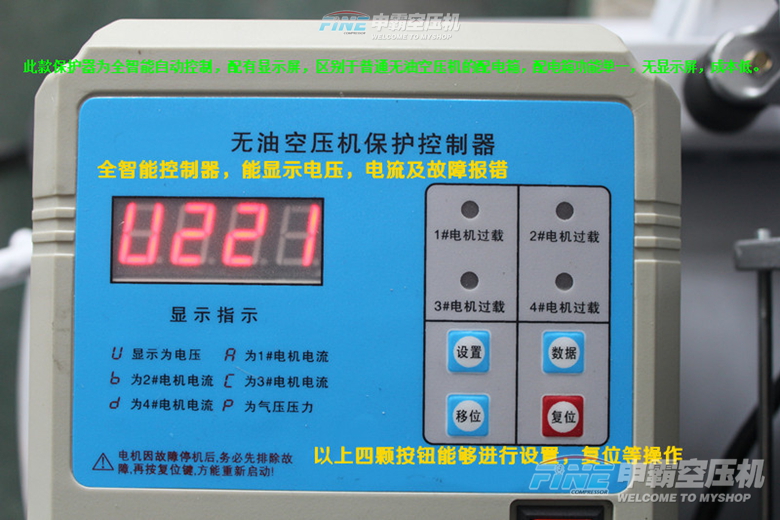 FINE 申霸空压机
COMPRESSOR WELCOME TO MYSHOP
此款保护器为全智能自动控制，配有显示屏，区别于普通无油空压机的配电箱，配电箱功能单一，无显示屏，成本低。
无油空压机保护控制器
全智能控制器，能显示电压，电流及故障报错
U221
1#电机过载 2#电机过载
3#电机过载 4#电机过载
显示指示
U 显示为电压 A 为1#电机电流
b 为2#电机电流 C 为3#电机电流
d 为4#电机电流 P 为气压压力
设置 数据
移位 复位
电机因故障停机后,务必先排除故
障,再按复位键,方能重新启动!
以上四颗按钮能够进行设置，复位等操作
FINE 申霸空压机
COMPRESSOR WELCOME TO MYSHOP